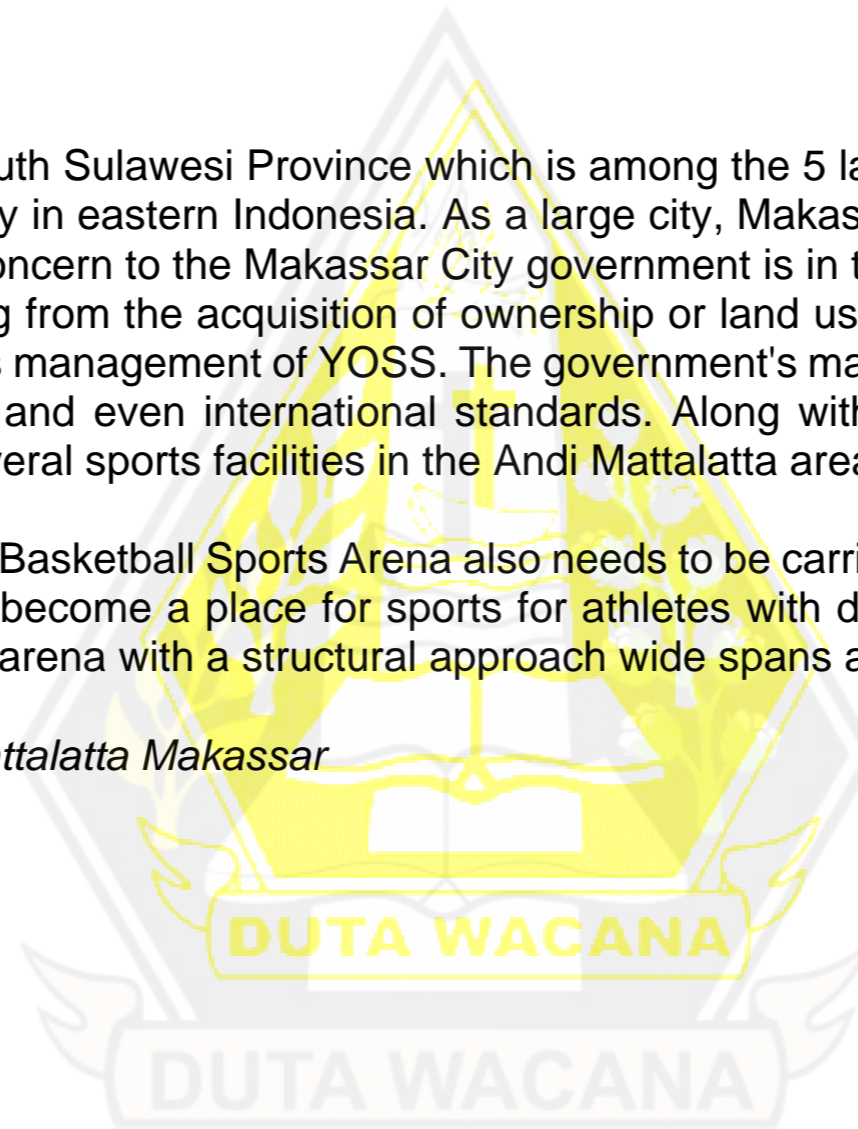 uth Sulawesi Province which is among the 5 la
y in eastern Indonesia. As a large city, Makas
oncern to the Makassar City government is in t
g from the acquisition of ownership or land us
s management of YOSS. The government's ma
and even international standards. Along with
veral sports facilities in the Andi Mattalatta area
Basketball Sports Arena also needs to be carri
become a place for sports for athletes with d
arena with a structural approach wide spans a
ttalatta Makassar
DUTA WACANA
DUTA WACANA